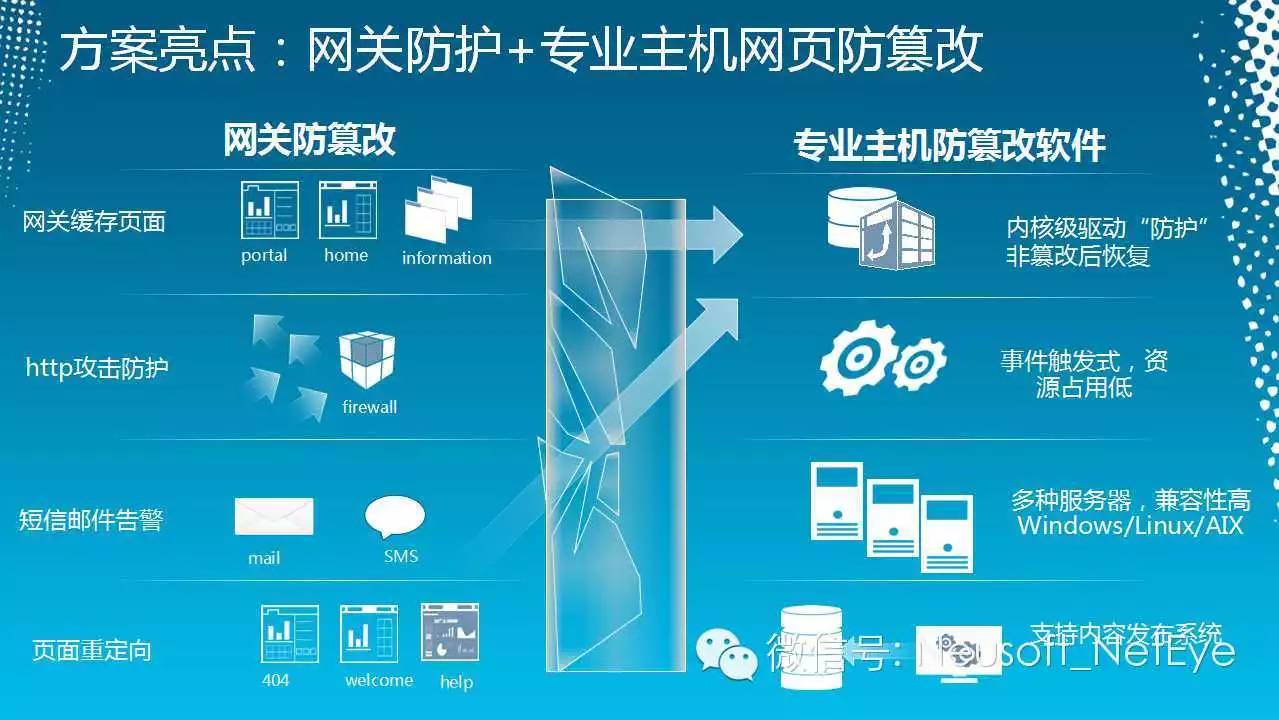 方案亮点：网关防护+专业主机网页防篡改
网关防篡改
网关缓存页面
portal
home
information
http攻击防护
firewall
短信邮件告警
mail
SMS
页面重定向
404
welcome
help
专业主机防篡改软件
内核级驱动“防护”
非篡改后恢复
事件触发式，资
源占用低
多种服务器，兼容性高
Windows/Linux/AIX
支持内容发布系统
微信号：Neusoft_NetEye